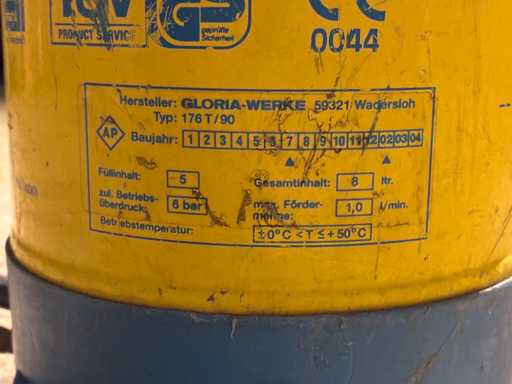 TÜV
PRODUCT SERVICE
geprüfte
Sicherheit
CE
0044
Hersteller: GLORIA-WERKE 59321 Wadersloh
Typ: 176 T/90
AP
Baujahr: 1 2 3 4 5 6 7 8 9 10 11 12 02 03 04
Füllinhalt: 5 Gesamtinhalt: 8 ltr.
zul. Betriebs- max. Förder-
überdruck: 6 bar menge: 1,0 l/min.
Betriebstemperatur: ± 0°C < T ≤ + 50°C